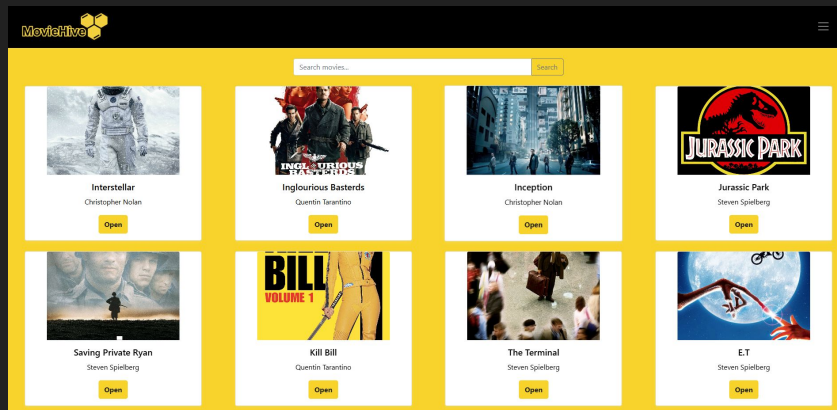 MovieHive
Search movies...
Search
INGLOURIOUS
BASTERDS
JURASSIC PARK
Interstellar
Inglourious Basterds
Inception
Jurassic Park
Christopher Nolan
Quentin Tarantino
Christopher Nolan
Steven Spielberg
Open
Open
Open
Open
BILL
VOLUME 1
Saving Private Ryan
Kill Bill
The Terminal
E.T
Steven Spielberg
Quentin Tarantino
Steven Spielberg
Steven Spielberg
Open
Open
Open
Open